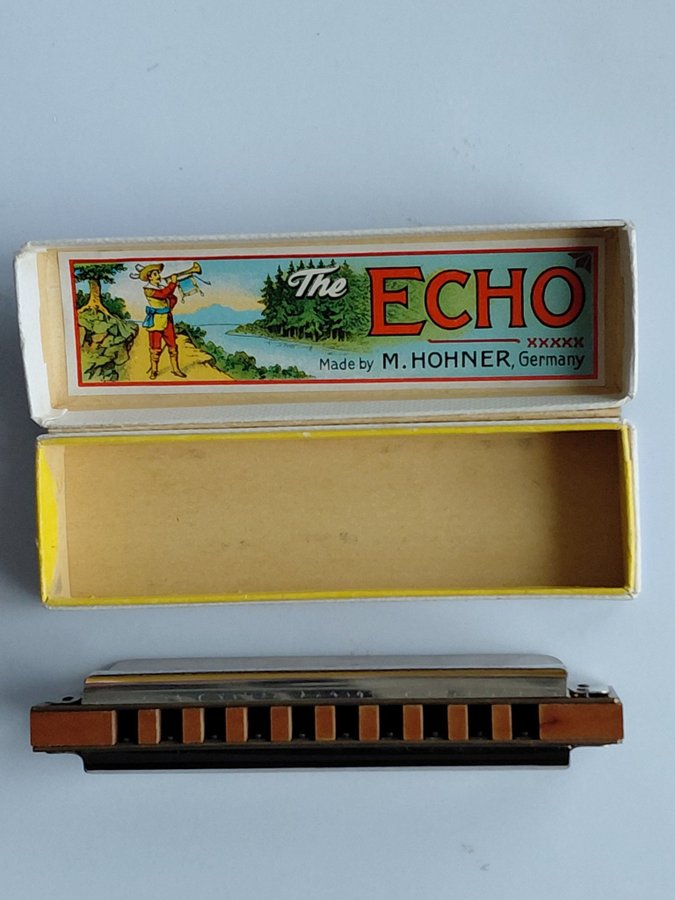 The ECHO
xxxxx
Made by M. HOHNER, Germany